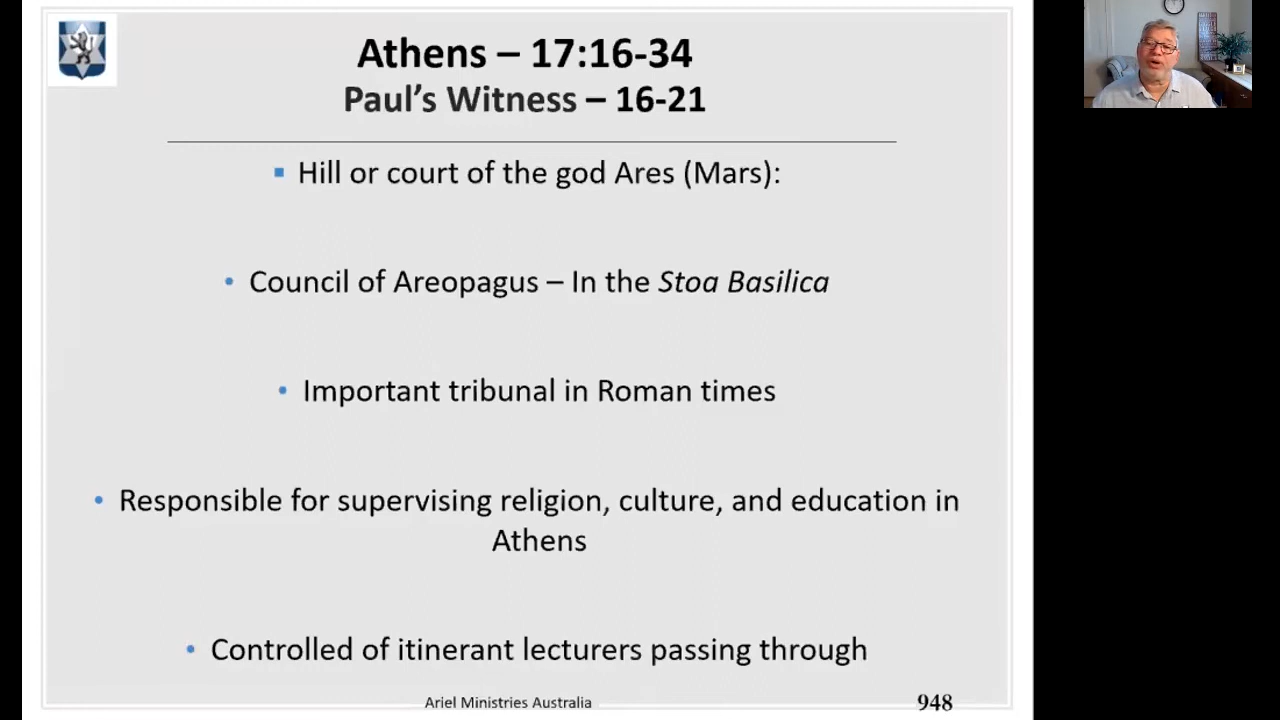 Athens – 17:16-34
Paul's Witness – 16-21
Hill or court of the god Ares (Mars):
Council of Areopagus – In the Stoa Basilica
Important tribunal in Roman times
Responsible for supervising religion, culture, and education in
Athens
Controlled of itinerant lecturers passing through
Ariel Ministries Australia
948